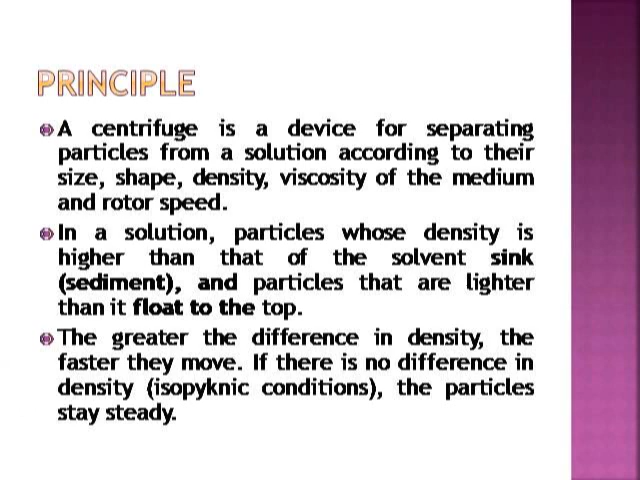 PRINCIPLE
A centrifuge is a device for separating
particles from a solution according to their
size, shape, density, viscosity of the medium
and rotor speed.
In a solution, particles whose density is
higher than that of the solvent sink
(sediment), and particles that are lighter
than it float to the top.
The greater the difference in density, the
faster they move. If there is no difference in
density (isopyknic conditions), the particles
stay steady.